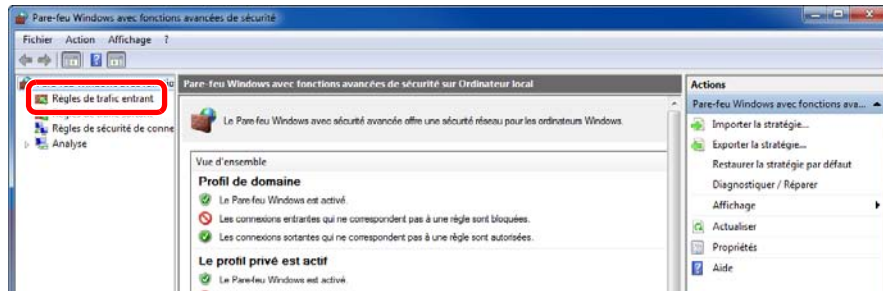 Pare-feu Windows avec fonctions avancées de sécurité
Fichier Action Affichage ?
Règles de trafic entrant
Règles de sécurité de conne
Analyse
Pare-feu Windows avec fonctions avancées de sécurité sur Ordinateur local
Le Pare-feu Windows avec sécurité avancée offre une sécurité réseau pour les ordinateurs Windows.
Vue d'ensemble
Profil de domaine
Le Pare-feu Windows est activé.
Les connexions entrantes qui ne correspondent pas à une règle sont bloquées.
Les connexions sortantes qui ne correspondent pas à une règle sont autorisées.
Le profil privé est actif
Le Pare-feu Windows est activé.
Actions
Pare-feu Windows avec fonctions ava...
Importer la stratégie...
Exporter la stratégie...
Restaurer la stratégie par défaut
Diagnostiquer / Réparer
Affichage
Actualiser
Propriétés
Aide